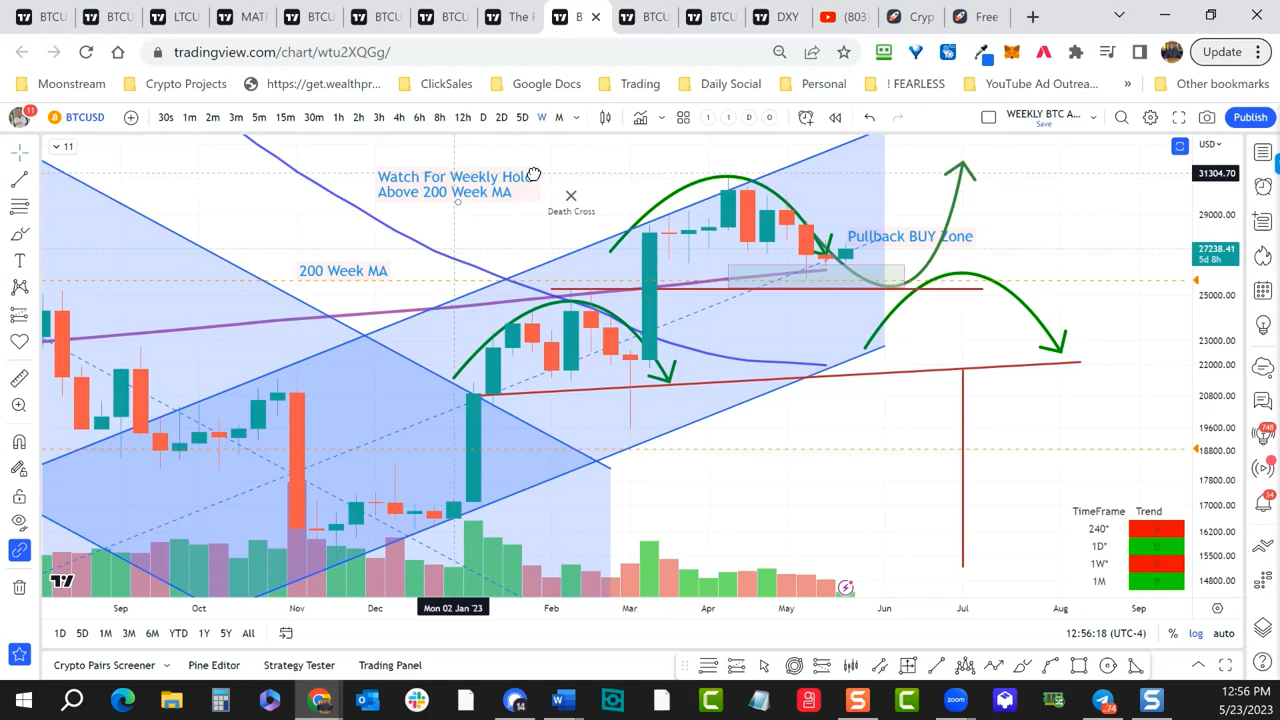 BTCU
BTCU
LTCU
MATI
BTCU
BTCU
BTCU
The F
B
BTCU
BTCU
DXY
(803)
Cryp
Free
tradingview.com/chart/wtu2XQGg/
Update
Moonstream
Crypto Projects
https://get.wealthpr...
ClickSales
Google Docs
Trading
Daily Social
Personal
! FEARLESS
YouTube Ad Outrea...
»
Other bookmarks
11
BTCUSD
30s 1m 2m 3m 5m 15m 30m 1h 2h 3h 4h 6h 8h 12h D 2D 5D W M
1 1 D O
WEEKLY BTC A...
Save
Publish
11
USD
Watch For Weekly Hold
Above 200 Week MA
31304.70
Death Cross
29000.00
Pullback BUY Zone
27238.41
5d 8h
200 Week MA
25000.00
23000.00
22000.00
20800.00
19600.00
18800.00
17800.00
17000.00
16200.00
15500.00
14800.00
TimeFrame Trend
240"
1D"
1W"
1M
748
14
Sep Oct Nov Dec Mon 02 Jan '23 Feb Mar Apr May Jun Jul Aug Sep
1D 5D 1M 3M 6M YTD 1Y 5Y All
12:56:18 (UTC-4)
% log auto
Crypto Pairs Screener
Pine Editor
Strategy Tester
Trading Panel
14
74
12:56 PM
5/23/2023